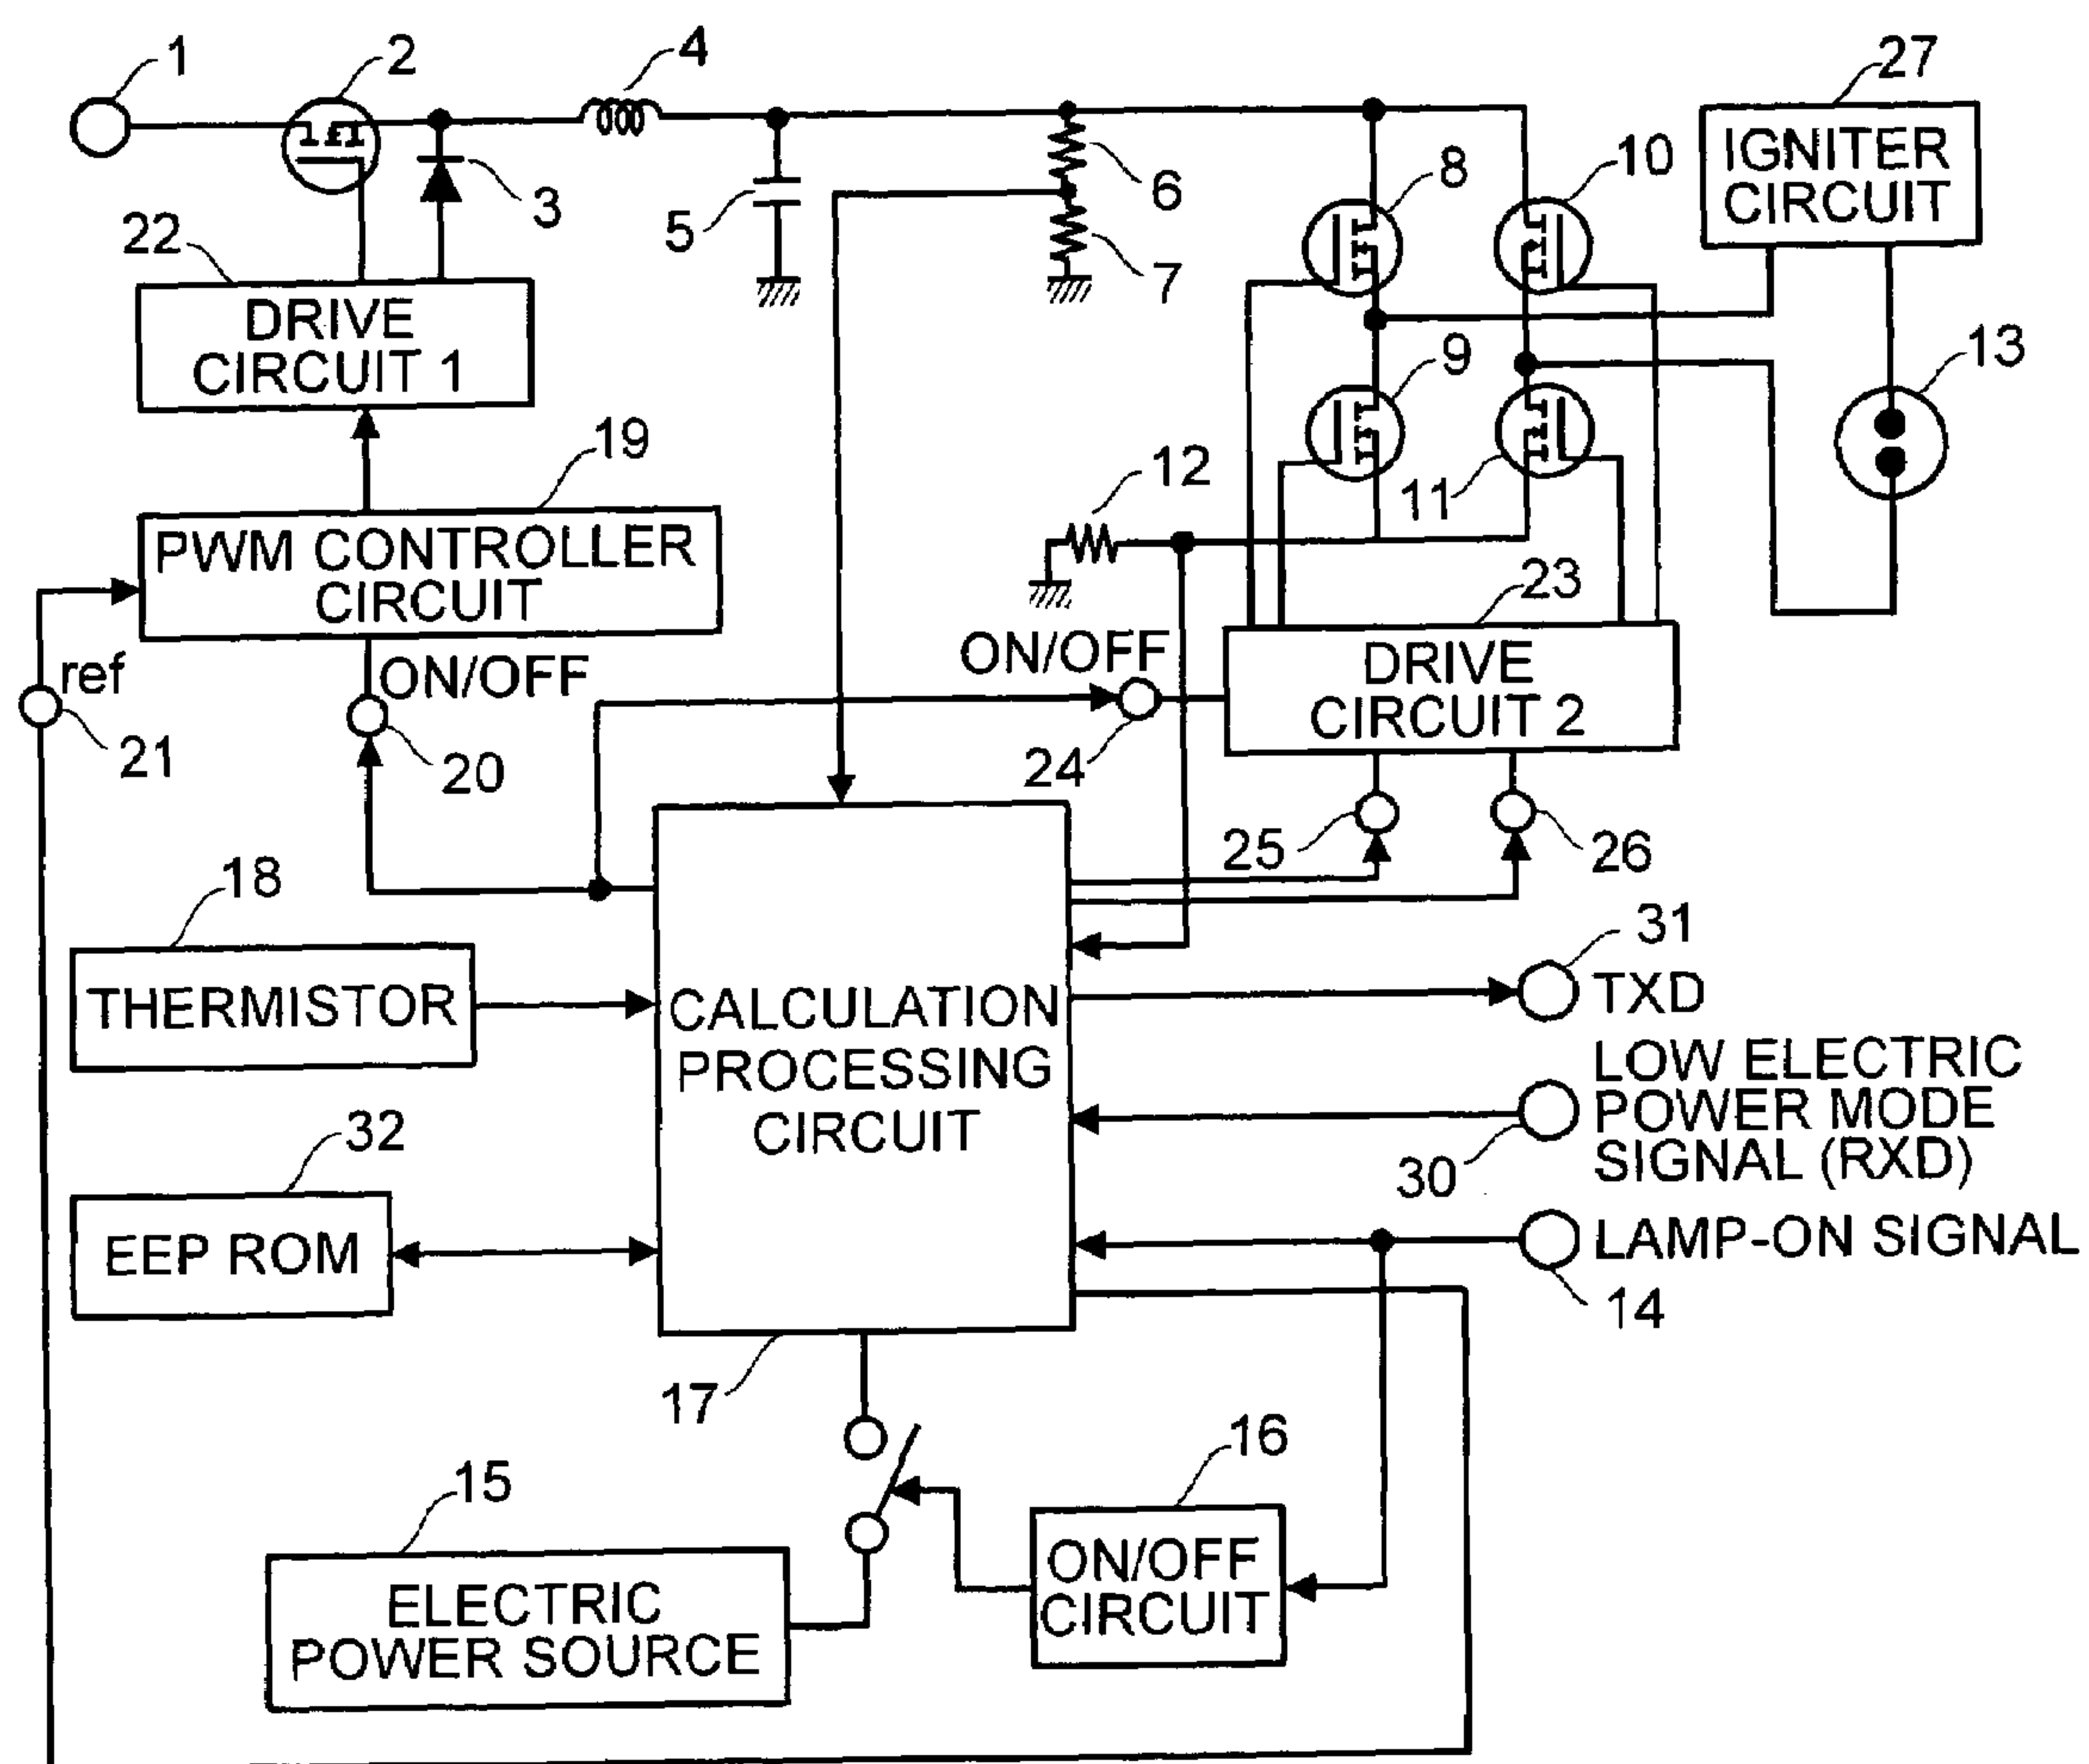 1
2
4
27
IGNITER
CIRCUIT
10
8
6
3
5
7
22
DRIVE
CIRCUIT 1
9
13
19
12
11
PWM CONTROLLER
CIRCUIT
23
ref
ON/OFF
ON/OFF
DRIVE
CIRCUIT 2
21
20
24
25
26
18
31
THERMISTOR
CALCULATION
PROCESSING
CIRCUIT
TXD
LOW ELECTRIC
POWER MODE
SIGNAL (RXD)
30
32
EEP ROM
LAMP-ON SIGNAL
14
17
16
15
ON/OFF
CIRCUIT
ELECTRIC
POWER SOURCE